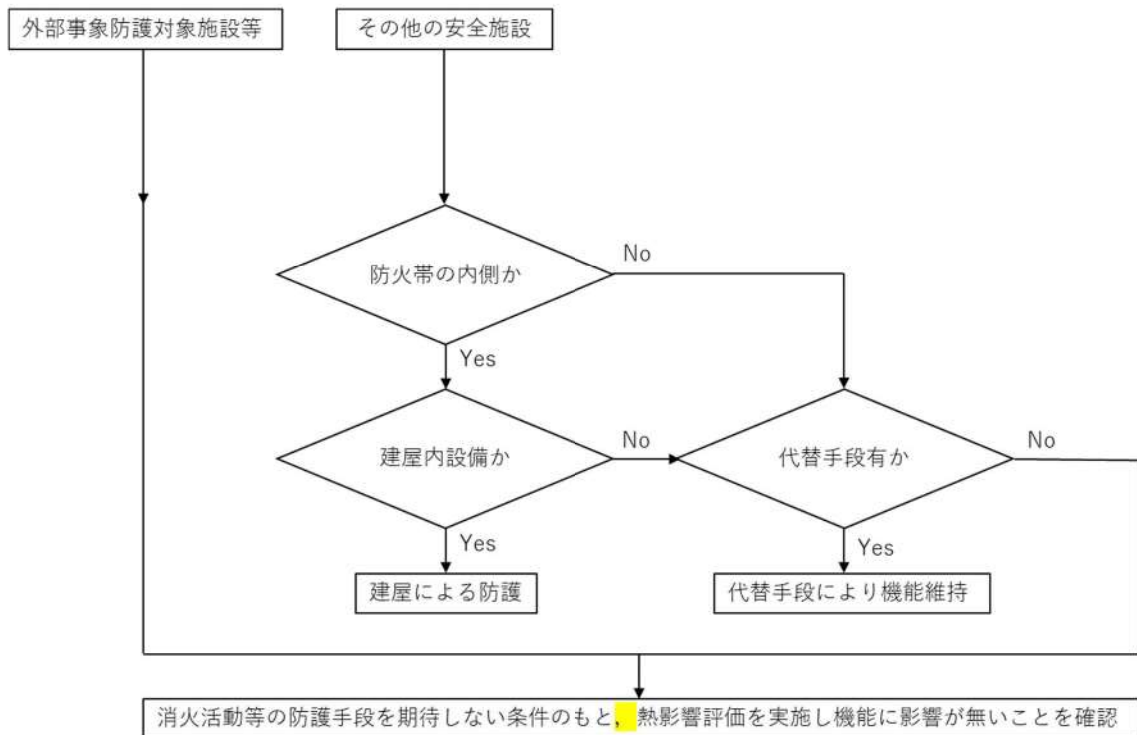 外部事象防護対象施設等
その他の安全施設
防火帯の内側か
No
Yes
建屋内設備か
No
代替手段有か
No
Yes
Yes
建屋による防護
代替手段により機能維持
消火活動等の防護手段を期待しない条件のもと，熱影響評価を実施し機能に影響が無いことを確認